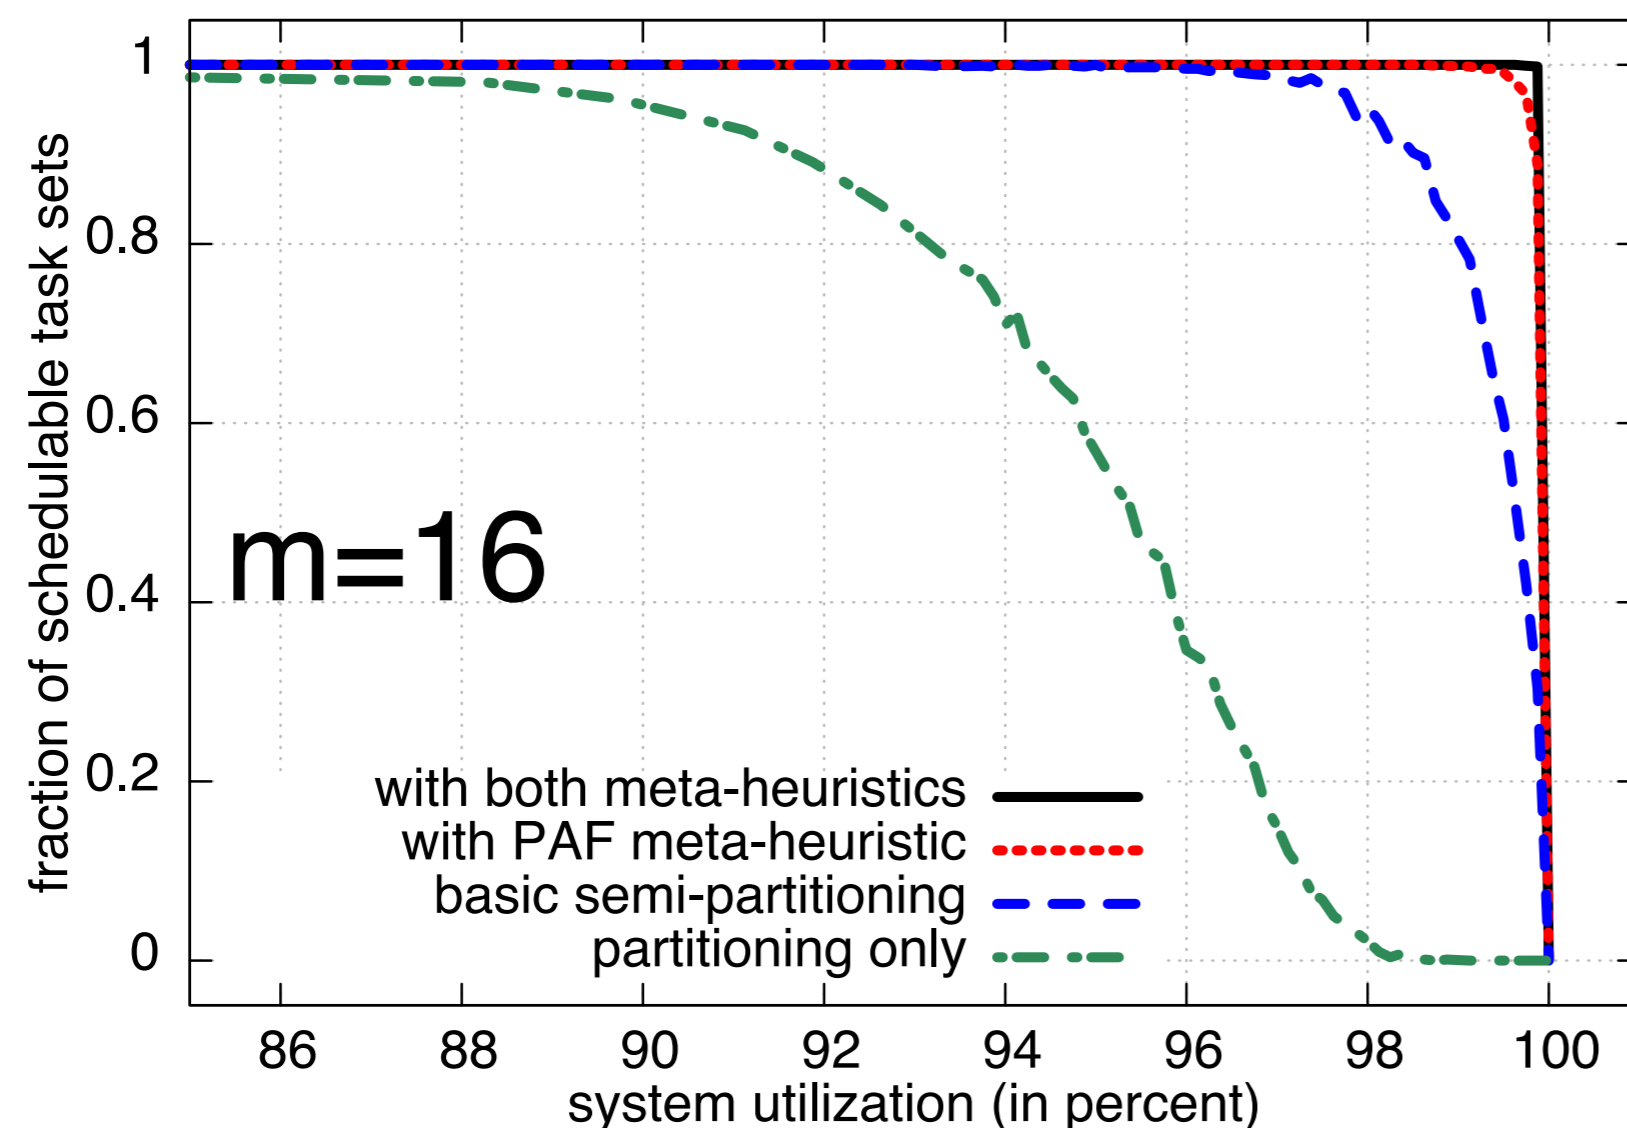 fraction of schedulable task sets
1
0.8
0.6
0.4
0.2
0
m=16
with both meta-heuristics
with PAF meta-heuristic
basic semi-partitioning
partitioning only
86 88 90 92 94 96 98 100
system utilization (in percent)